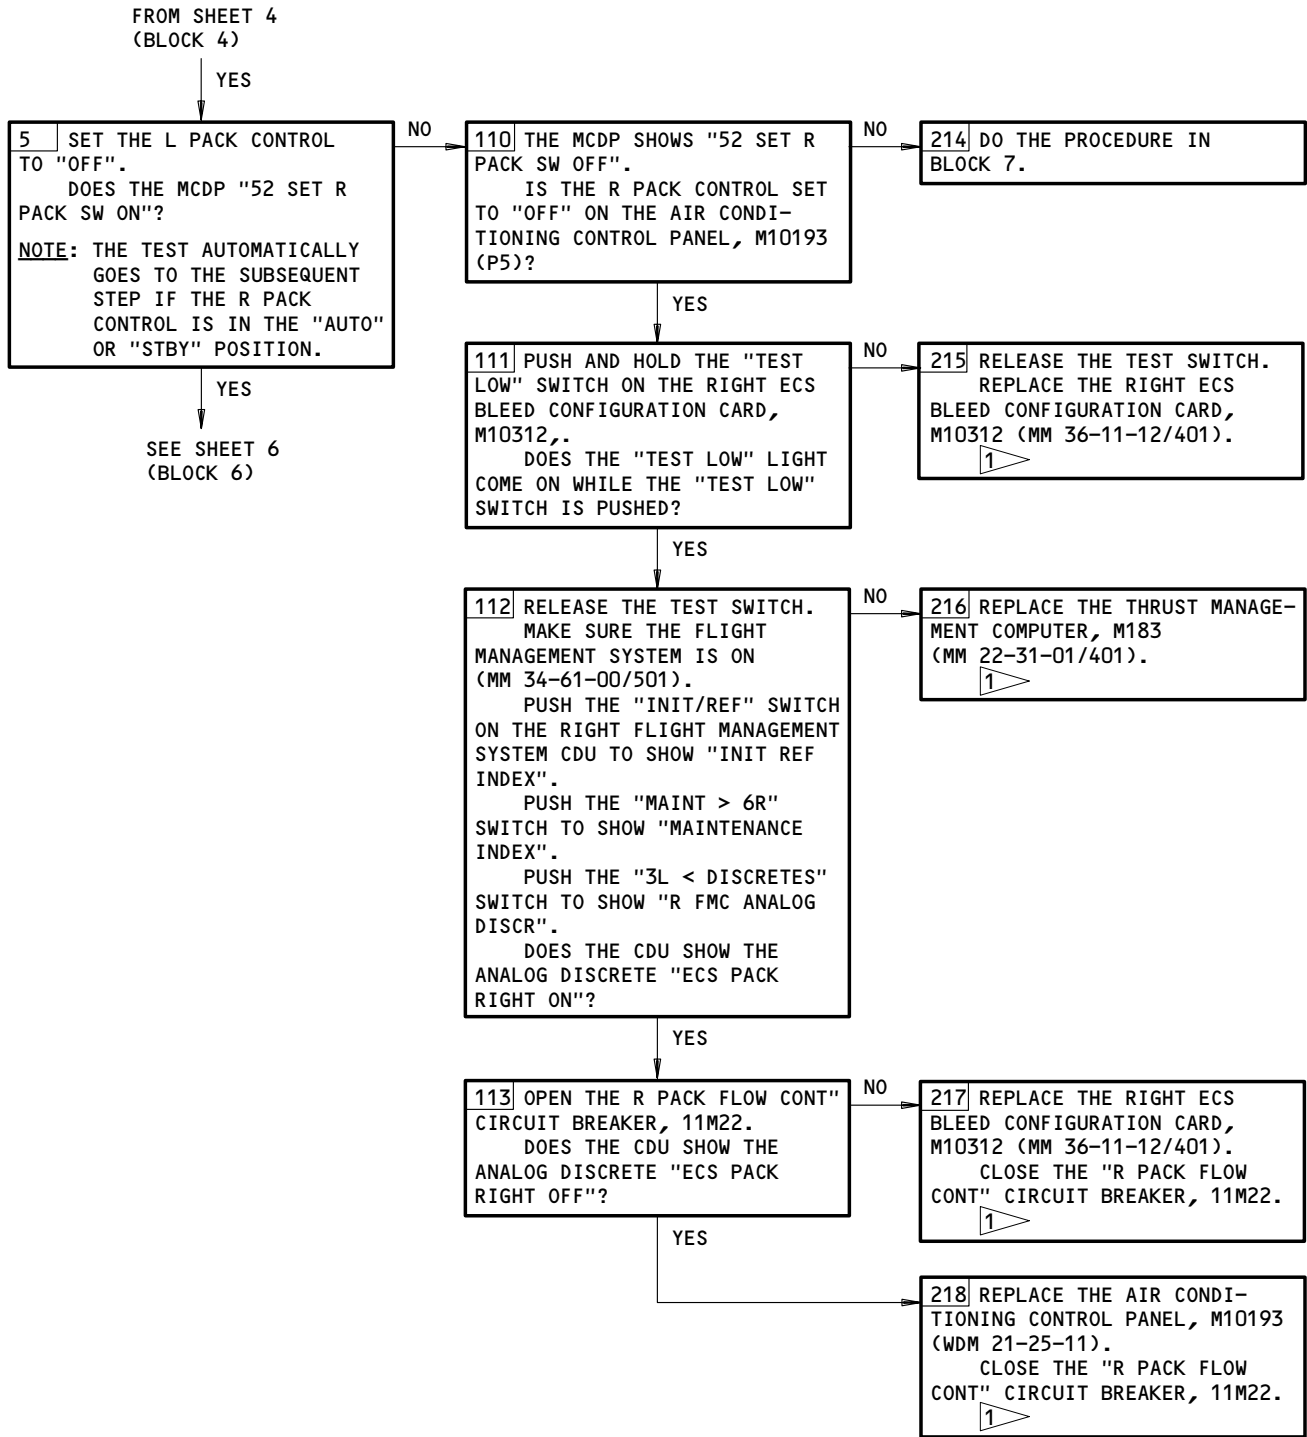 FROM SHEET 4
(BLOCK 4)
YES
5 SET THE L PACK CONTROL
TO "OFF".
DOES THE MCDP "52 SET R
PACK SW ON"?
NOTE: THE TEST AUTOMATICALLY
GOES TO THE SUBSEQUENT
STEP IF THE R PACK
CONTROL IS IN THE "AUTO"
OR "STBY" POSITION.
YES
SEE SHEET 6
(BLOCK 6)
NO
110 THE MCDP SHOWS "52 SET R
PACK SW OFF".
IS THE R PACK CONTROL SET
TO "OFF" ON THE AIR CONDI-
TIONING CONTROL PANEL, M10193
(P5)?
NO
214 DO THE PROCEDURE IN
BLOCK 7.
YES
111 PUSH AND HOLD THE "TEST
LOW" SWITCH ON THE RIGHT ECS
BLEED CONFIGURATION CARD,
M10312,.
DOES THE "TEST LOW" LIGHT
COME ON WHILE THE "TEST LOW"
SWITCH IS PUSHED?
NO
215 RELEASE THE TEST SWITCH.
REPLACE THE RIGHT ECS
BLEED CONFIGURATION CARD,
M10312 (MM 36-11-12/401).
1
YES
112 RELEASE THE TEST SWITCH.
MAKE SURE THE FLIGHT
MANAGEMENT SYSTEM IS ON
(MM 34-61-00/501).
PUSH THE "INIT/REF" SWITCH
ON THE RIGHT FLIGHT MANAGEMENT
SYSTEM CDU TO SHOW "INIT REF
INDEX".
PUSH THE "MAINT > 6R"
SWITCH TO SHOW "MAINTENANCE
INDEX".
PUSH THE "3L < DISCRETES"
SWITCH TO SHOW "R FMC ANALOG
DISCR".
DOES THE CDU SHOW THE
ANALOG DISCRETE "ECS PACK
RIGHT ON"?
NO
216 REPLACE THE THRUST MANAGE-
MENT COMPUTER, M183
(MM 22-31-01/401).
1
YES
113 OPEN THE R PACK FLOW CONT"
CIRCUIT BREAKER, 11M22.
DOES THE CDU SHOW THE
ANALOG DISCRETE "ECS PACK
RIGHT OFF"?
NO
217 REPLACE THE RIGHT ECS
BLEED CONFIGURATION CARD,
M10312 (MM 36-11-12/401).
CLOSE THE "R PACK FLOW
CONT" CIRCUIT BREAKER, 11M22.
1
YES
218 REPLACE THE AIR CONDI-
TIONING CONTROL PANEL, M10193
(WDM 21-25-11).
CLOSE THE "R PACK FLOW
CONT" CIRCUIT BREAKER, 11M22.
1